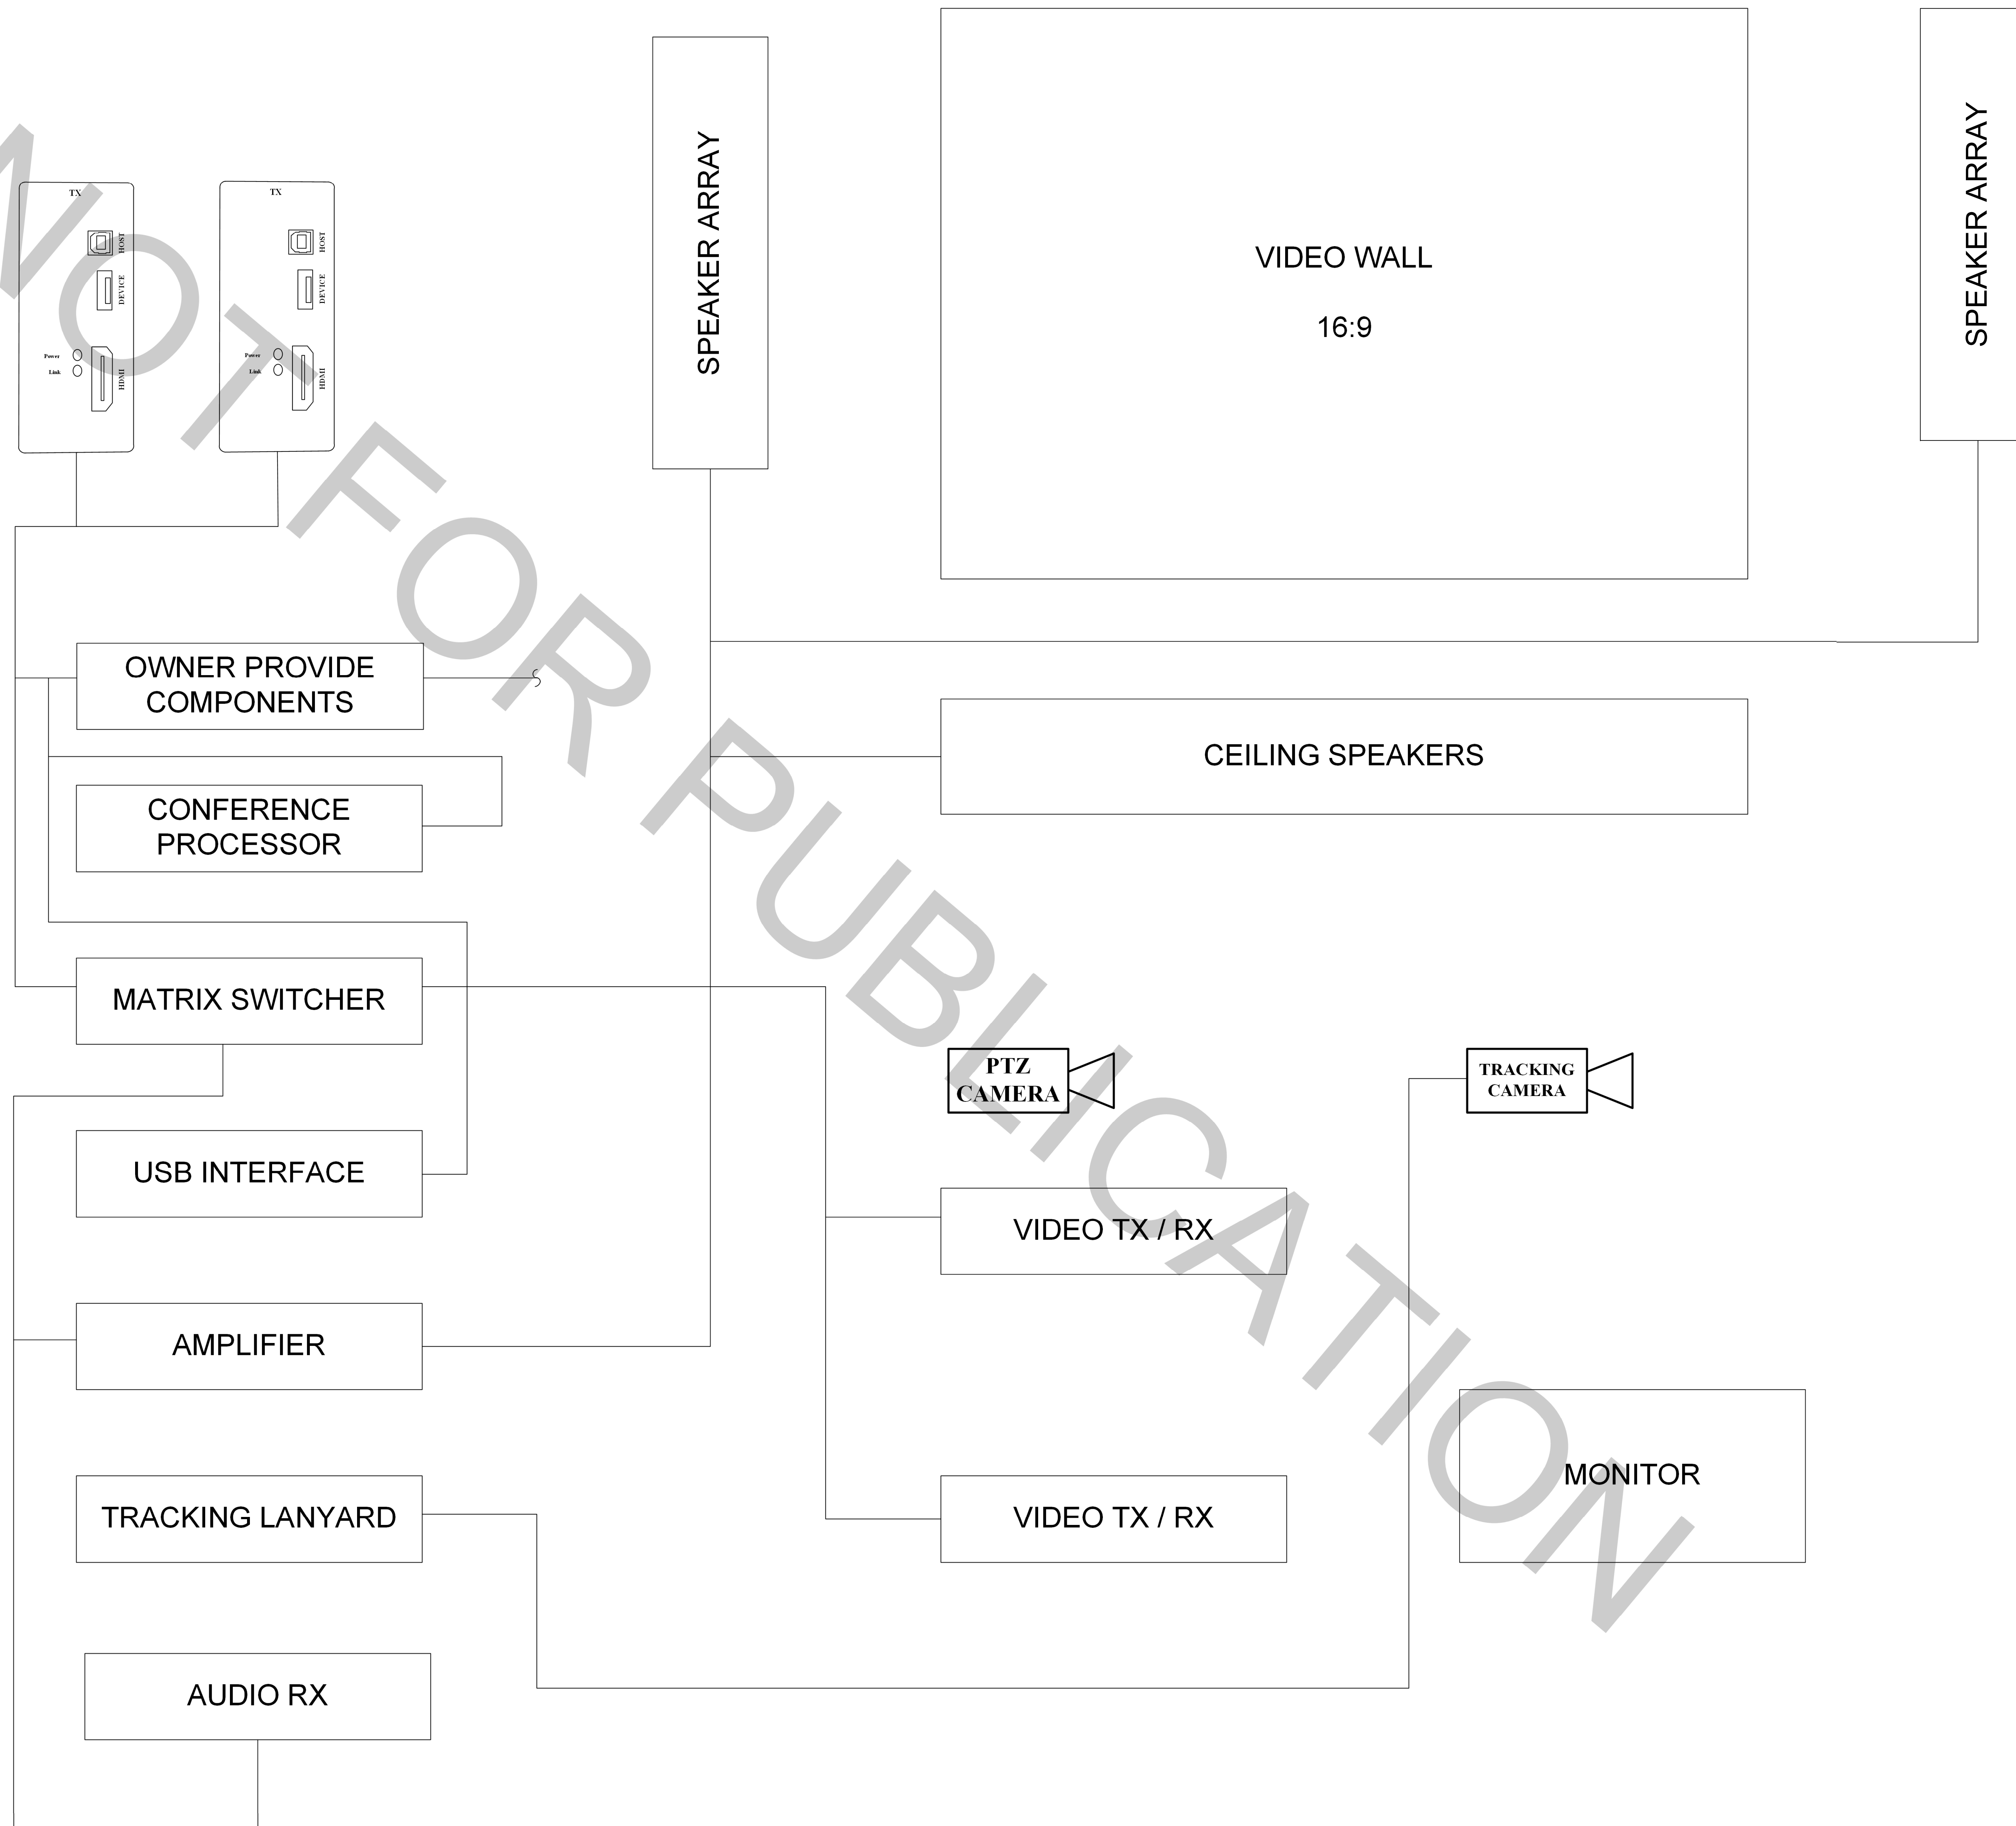 TX
HOST
DEVICE
Power
Link
HDMI
TX
HOST
DEVICE
Power
Link
HDMI
SPEAKER ARRAY
VIDEO WALL
16:9
SPEAKER ARRAY
OWNER PROVIDE
COMPONENTS
CEILING SPEAKERS
CONFERENCE
PROCESSOR
MATRIX SWITCHER
PTZ
CAMERA
TRACKING
CAMERA
USB INTERFACE
VIDEO TX / RX
AMPLIFIER
MONITOR
TRACKING LANYARD
VIDEO TX / RX
AUDIO RX
NOT FOR PUBLICATION